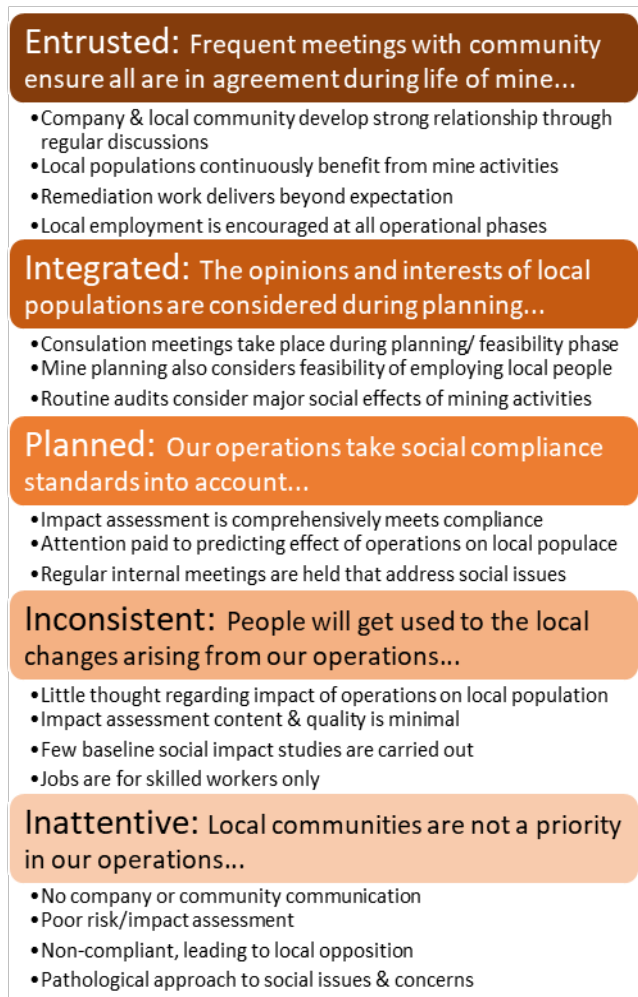 Entrusted: Frequent meetings with community
ensure all are in agreement during life of mine...
•Company & local community develop strong relationship through
regular discussions
•Local populations continuously benefit from mine activities
•Remediation work delivers beyond expectation
•Local employment is encouraged at all operational phases
Integrated: The opinions and interests of local
populations are considered during planning...
•Consulation meetings take place during planning/ feasibility phase
•Mine planning also considers feasibility of employing local people
•Routine audits consider major social effects of mining activities
Planned: Our operations take social compliance
standards into account...
•Impact assessment is comprehensively meets compliance
•Attention paid to predicting effect of operations on local populace
•Regular internal meetings are held that address social issues
Inconsistent: People will get used to the local
changes arising from our operations...
•Little thought regarding impact of operations on local population
•Impact assessment content & quality is minimal
•Few baseline social impact studies are carried out
•Jobs are for skilled workers only
Inattentive: Local communities are not a priority
in our operations...
•No company or community communication
•Poor risk/impact assessment
•Non-compliant, leading to local opposition
•Pathological approach to social issues & concerns